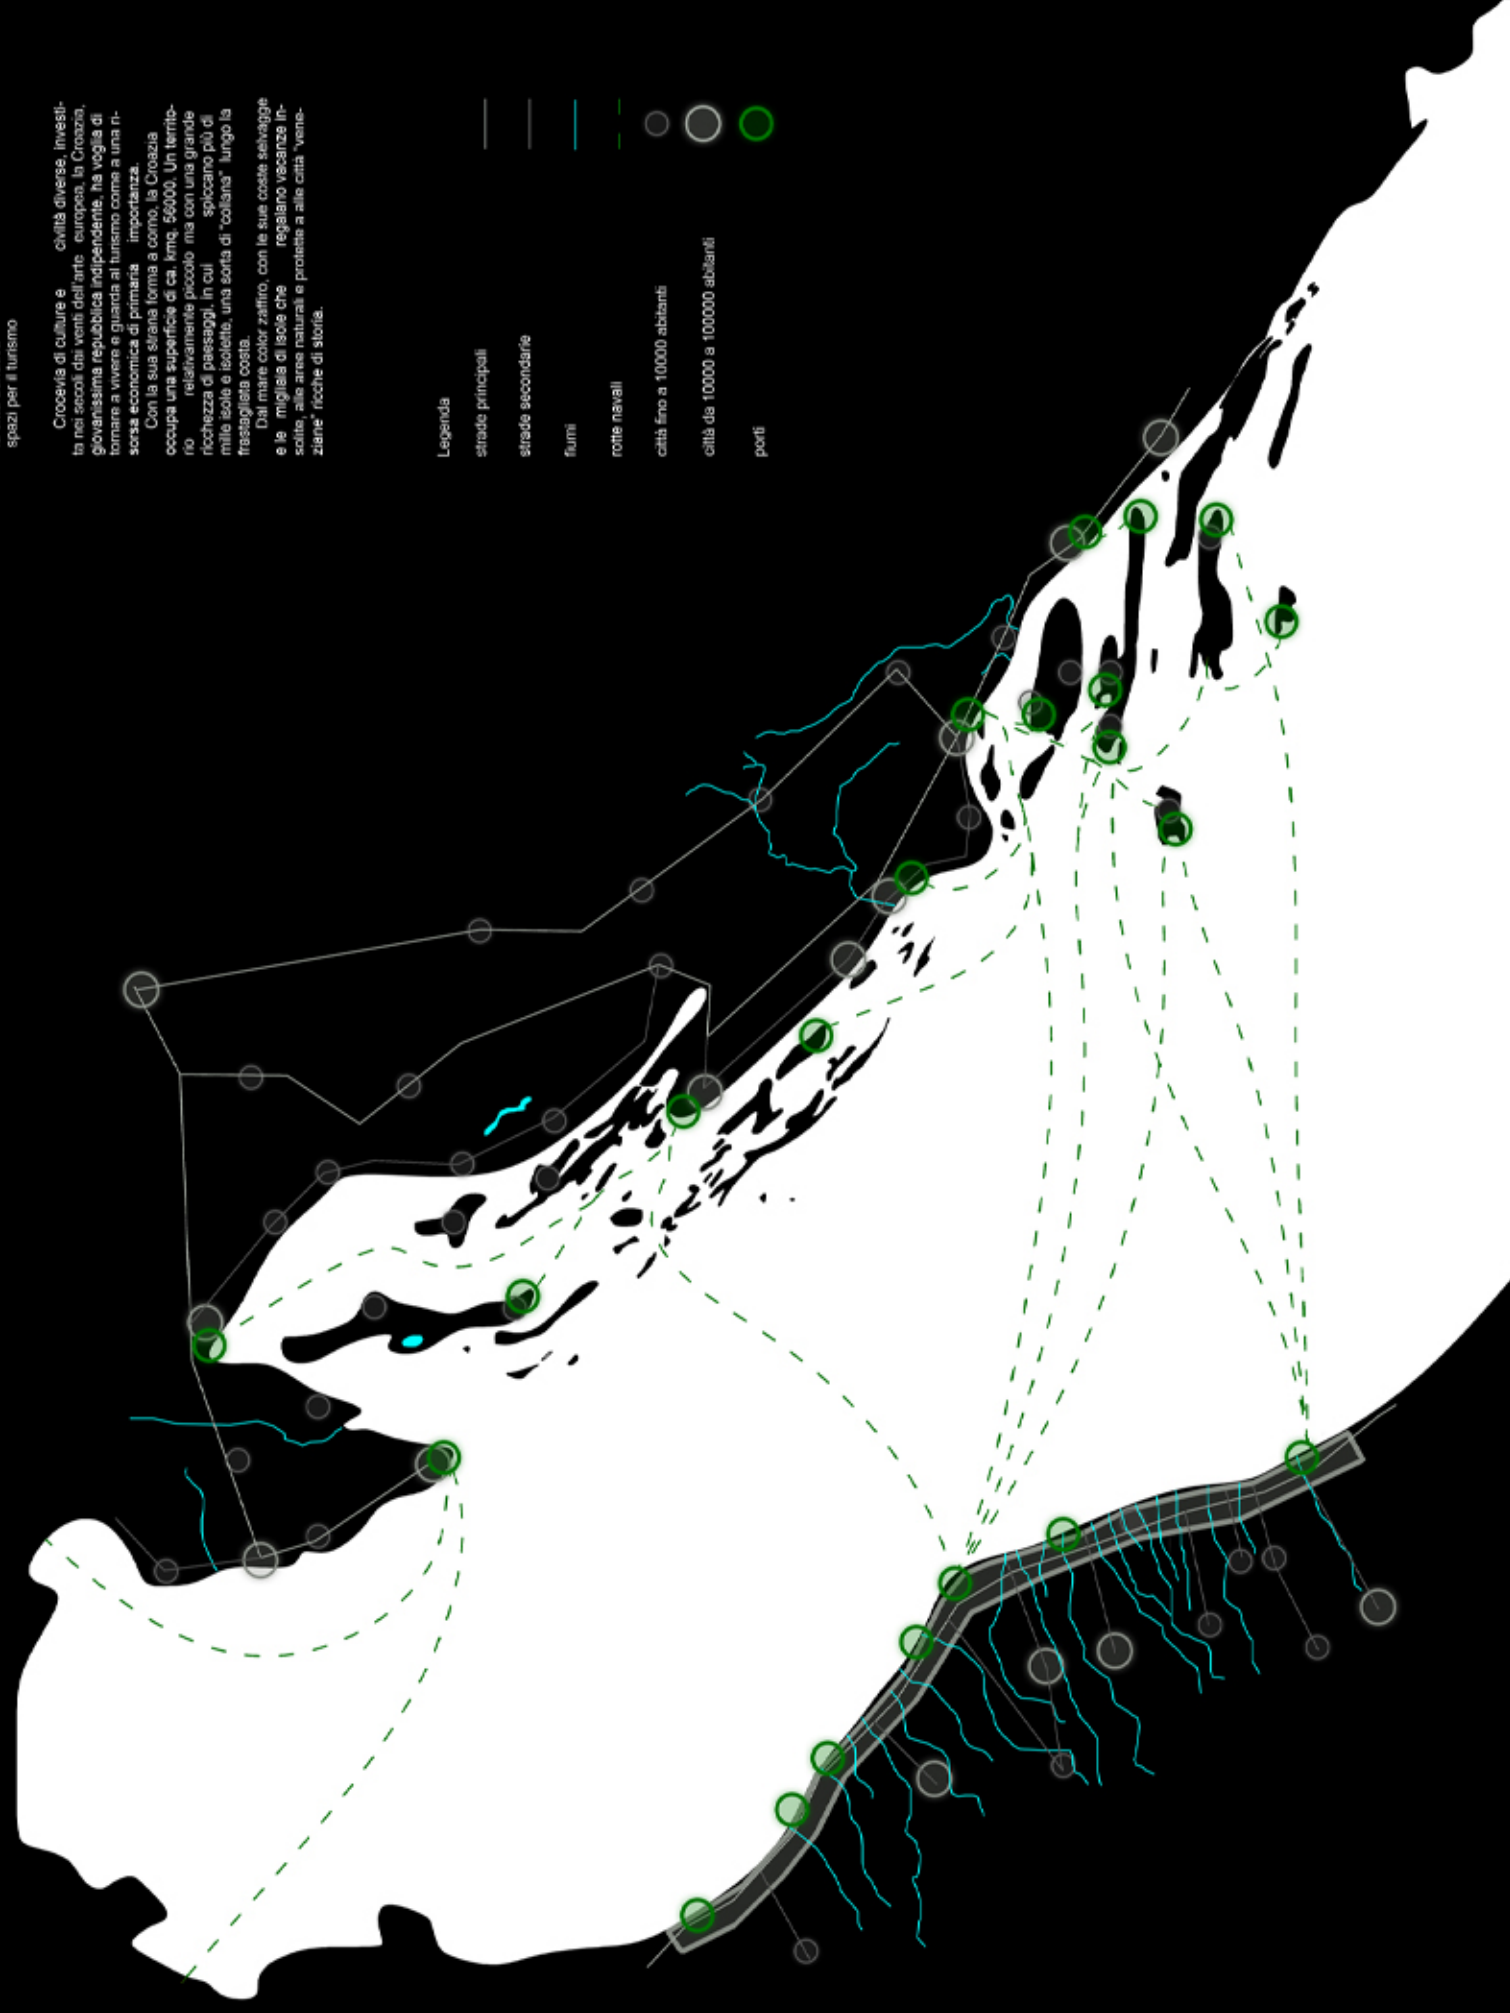 spazi per il turismo
Crocevia di culture e civiltà diverse, investi-
ta nei secoli dai venti dell'arte europea, la Croazia,
giovanissima repubblica indipendente, ha voglia di
tornare a vivere e guarda al turismo come a una ri-
sorsa economica di primaria importanza.
Con la sua strana forma a corno, la Croazia
occupa una superficie di ca. kmq. 56000. Un territo-
rio relativamente piccolo ma con una grande
ricchezza di paesaggi, in cui spiccano più di
mille isole e isolette, una sorta di "collana" lungo la
frastagliata costa.
Dal mare color zaffiro, con le sue coste selvagge
e le migliaia di isole che regalano vacanze in-
solite, alle aree naturali e protette a alle città "vene-
ziane" ricche di storia.
Legenda
strade principali
strade secondarie
fiumi
rotte navali
città fino a 10000 abitanti
città da 10000 a 100000 abitanti
porti